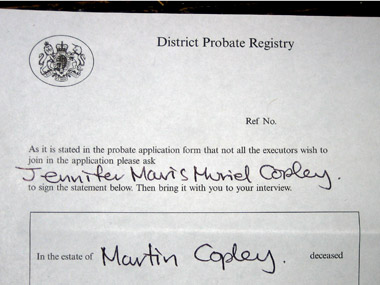 District Probate Registry
Ref No.
As it is stated in the probate application form that not all the executors wish to
join in the application please ask
Jennifer Mavis Muriel Copley.
to sign the statement below. Then bring it with you to your interview.
In the estate of Martin Copley. deceased